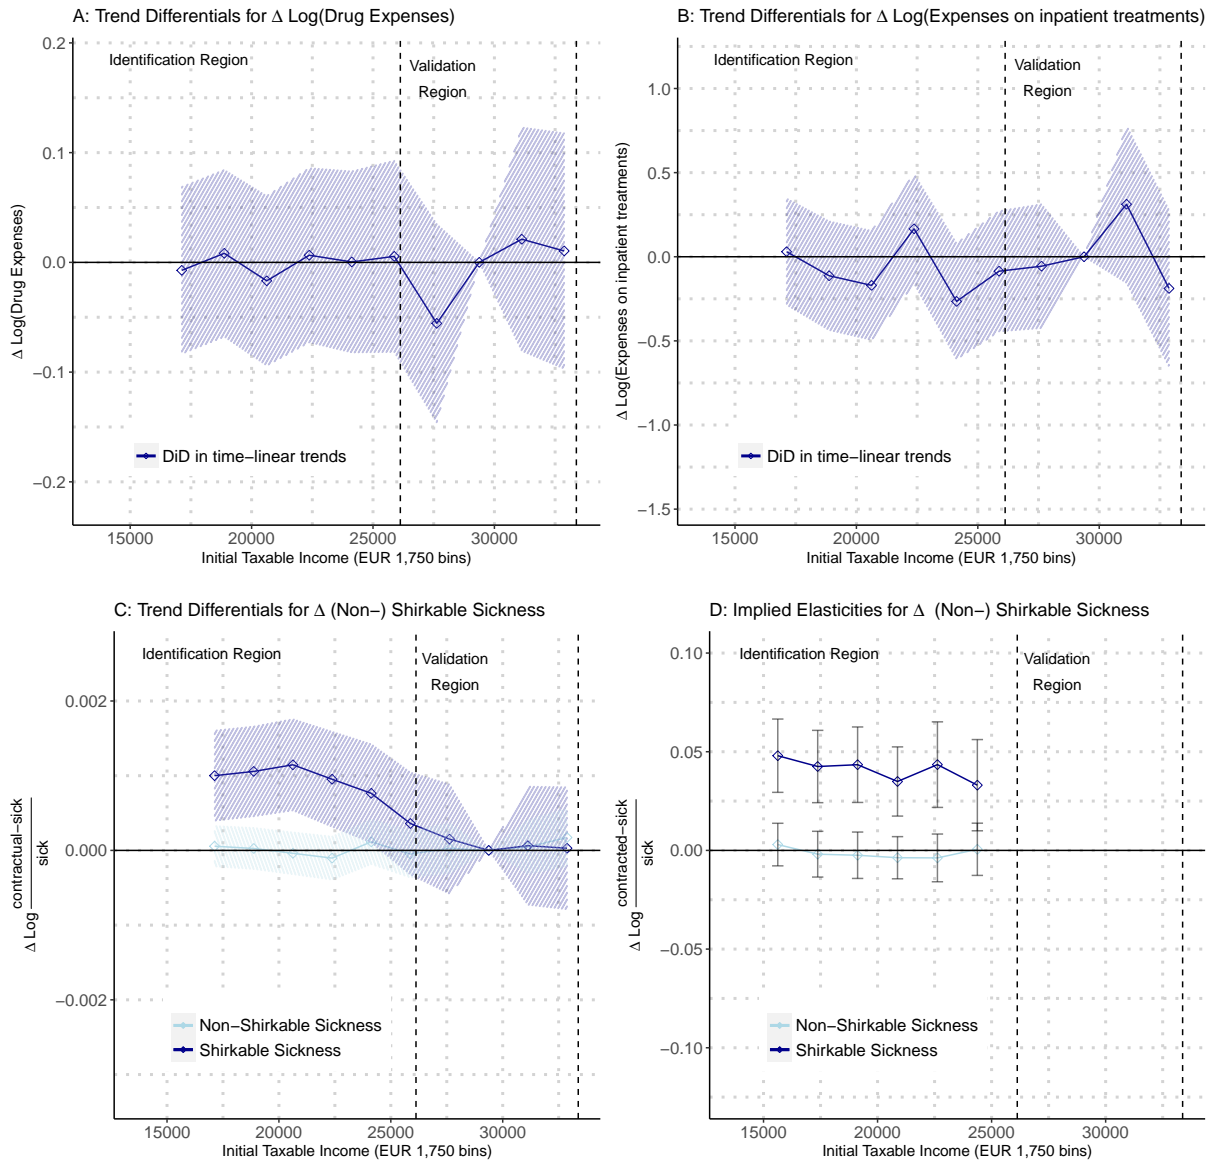 A: Trend Differentials for Δ Log(Drug Expenses)
0.2
0.1
0.0
−0.1
−0.2
Δ Log(Drug Expenses)
Identification Region
Validation
Region
DiD in time−linear trends
15000 20000 25000 30000
Initial Taxable Income (EUR 1,750 bins)
B: Trend Differentials for Δ Log(Expenses on inpatient treatments)
1.0
0.5
0.0
−0.5
−1.0
−1.5
Δ Log(Expenses on inpatient treatments)
Identification Region
Validation
Region
DiD in time−linear trends
15000 20000 25000 30000
Initial Taxable Income (EUR 1,750 bins)
C: Trend Differentials for Δ (Non−) Shirkable Sickness
0.002
0.000
−0.002
Δ Log contractual−sick
sick
Identification Region
Validation
Region
Non−Shirkable Sickness
Shirkable Sickness
15000 20000 25000 30000
Initial Taxable Income (EUR 1,750 bins)
D: Implied Elasticities for Δ (Non−) Shirkable Sickness
0.10
0.05
0.00
−0.05
−0.10
Δ Log contracted−sick
sick
Identification Region
Validation
Region
Non−Shirkable Sickness
Shirkable Sickness
15000 20000 25000 30000
Initial Taxable Income (EUR 1,750 bins)